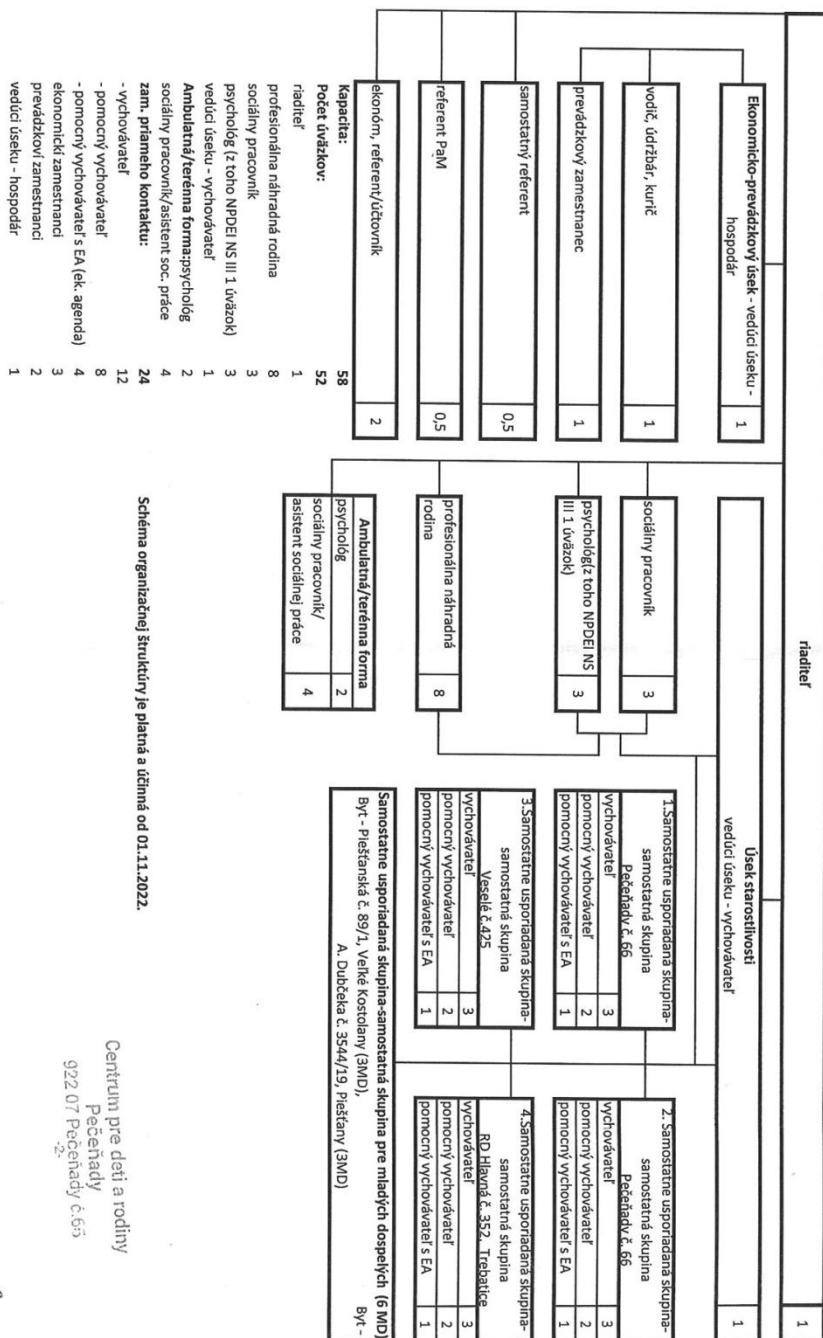 riaditeľ
1
Ekonomicko-prevádzkový úsek - vedúci úseku -
hospodár
1
vodič, údržbár, kurič
1
prevádzkový zamestnanec
1
samostatný referent
0,5
referent PaM
0,5
ekonóm, referent/účtovník
2
Úsek starostlivosti
vedúci úseku - vychovávateľ
1
sociálny pracovník
3
psychológ(z toho NPDEI NS
III 1 úväzok)
3
profesionálna náhradná
rodina
8
Ambulatná/terénna forma
psychológ
2
sociálny pracovník/
asistent sociálnej práce
4
1.Samostatne usporiadaná skupina-
samostatná skupina
Pečeňady č. 66
vychovávateľ 3
pomocný vychovávateľ 2
pomocný vychovávateľ s EA 1
2. Samostatne usporiadaná skupina-
samostatná skupina
Pečeňady č. 66
vychovávateľ 3
pomocný vychovávateľ 2
pomocný vychovávateľ s EA 1
3.Samostatne usporiadaná skupina-
samostatná skupina
Veselé č.425
vychovávateľ 3
pomocný vychovávateľ 2
pomocný vychovávateľ s EA 1
4.Samostatne usporiadaná skupina-
samostatná skupina
RD Hlavná č. 352, Trebatice
vychovávateľ 3
pomocný vychovávateľ 2
pomocný vychovávateľ s EA 1
Samostatne usporiadaná skupina-samostatná skupina pre mladých dospelých (6 MD)
Byt - Piešťanská č. 89/1, Veľké Kostolany (3MD), Byt -
A. Dubčeka č. 3544/19, Piešťany (3MD)
Kapacita: 58
Počet úväzkov: 52
riaditeľ 1
profesionálna náhradná rodina 8
sociálny pracovník 3
psychológ (z toho NPDEI NS III 1 úväzok) 3
vedúci úseku - vychovávateľ 1
Ambulatná/terénna forma:psychológ 2
sociálny pracovník/asistent soc. práce 4
zam. priameho kontaktu: 24
- vychovávateľ 12
- pomocný vychovávateľ 8
- pomocný vychovávateľ s EA (ek. agenda) 4
ekonomickí zamestnanci 3
prevádzkoví zamestnanci 2
vedúci úseku - hospodár 1
Schéma organizačnej štruktúry je platná a účinná od 01.11.2022.
Centrum pre deti a rodiny
Pečeňady
922 07 Pečeňady č.66
-2-